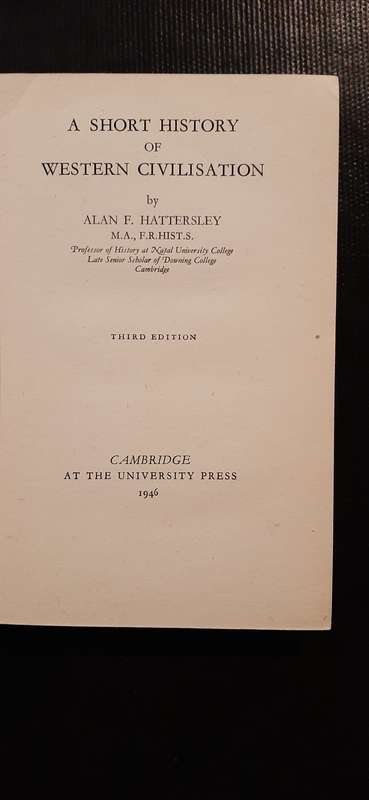 A SHORT HISTORY
OF
WESTERN CIVILISATION
by
ALAN F. HATTERSLEY
M.A., F.R.HIST.S.
Professor of History at Natal University College
Late Senior Scholar of Downing College
Cambridge
THIRD EDITION
CAMBRIDGE
AT THE UNIVERSITY PRESS
1946